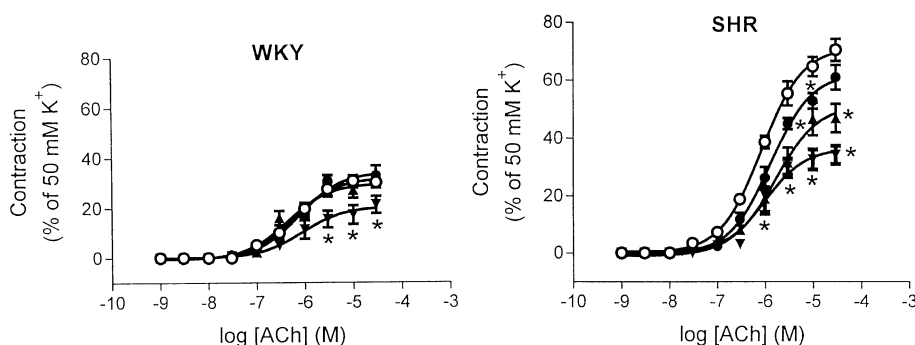 WKY
80
60
40
20
0
Contraction
(% of 50 mM K+)
-10 -9 -8 -7 -6 -5 -4 -3
log [ACh] (M)
* * *
SHR
80
60
40
20
0
Contraction
(% of 50 mM K+)
-10 -9 -8 -7 -6 -5 -4 -3
log [ACh] (M)
*
*
*
*
* * *